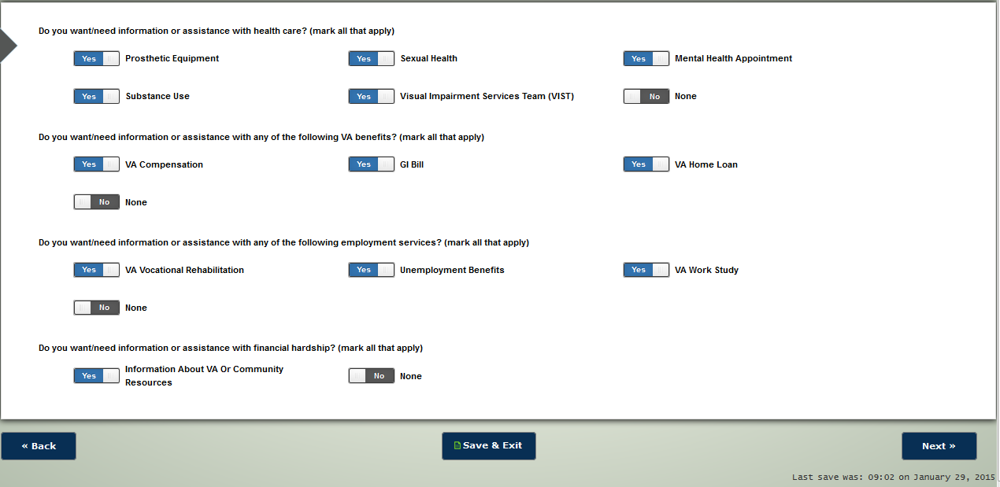 Do you want/need information or assistance with health care? (mark all that apply)
Yes Prosthetic Equipment Yes Sexual Health Yes Mental Health Appointment
Yes Substance Use Yes Visual Impairment Services Team (VIST) No None
Do you want/need information or assistance with any of the following VA benefits? (mark all that apply)
Yes VA Compensation Yes GI Bill Yes VA Home Loan
No None
Do you want/need information or assistance with any of the following employment services? (mark all that apply)
Yes VA Vocational Rehabilitation Yes Unemployment Benefits Yes VA Work Study
No None
Do you want/need information or assistance with financial hardship? (mark all that apply)
Yes Information About VA Or Community
Resources No None
« Back Save & Exit Next »
Last save was: 09:02 on January 29, 2015